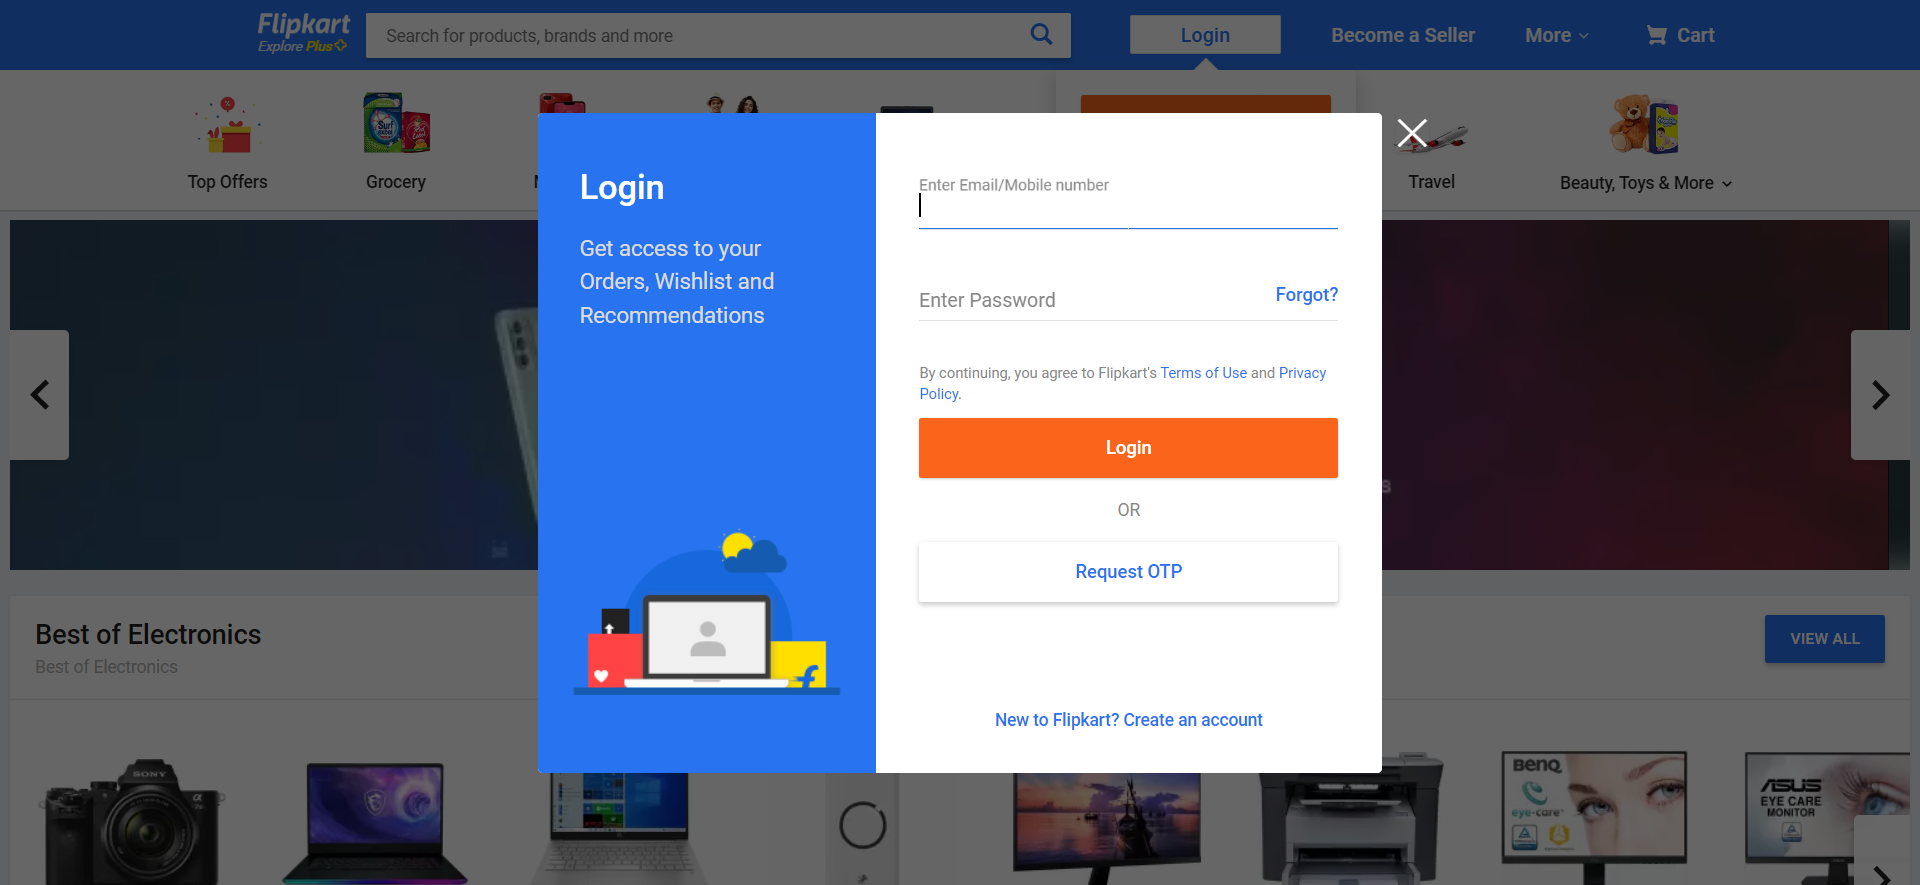 Flipkart
Explore Plus
Search for products, brands and more
Login
Become a Seller
More
Cart
Top Offers
Grocery
Travel
Beauty, Toys & More
Login
Get access to your
Orders, Wishlist and
Recommendations
Enter Email/Mobile number
Enter Password
Forgot?
By continuing, you agree to Flipkart's Terms of Use and Privacy
Policy.
Login
OR
Request OTP
New to Flipkart? Create an account
Best of Electronics
Best of Electronics
VIEW ALL
SONY
BENQ
eye-care
ASUS
EYE CARE
MONITOR